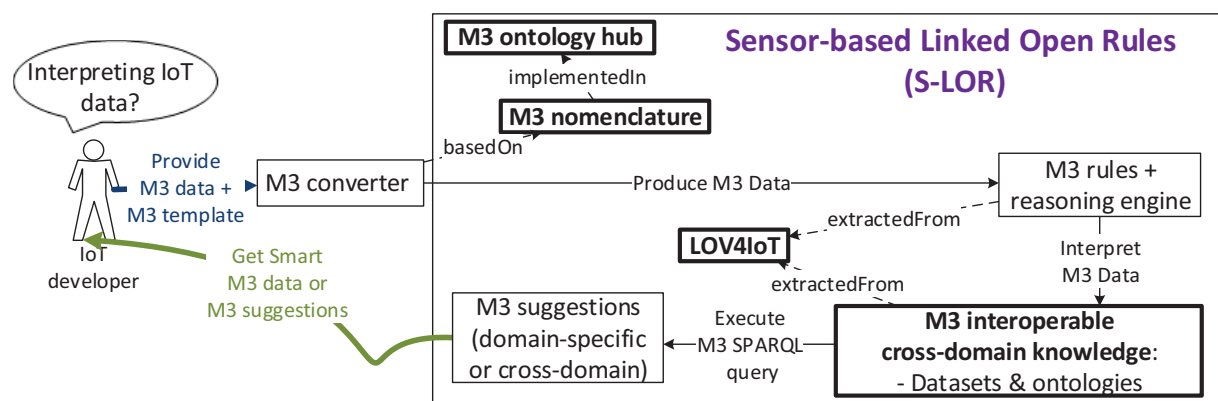 M3 ontology hub
Sensor-based Linked Open Rules
(S-LOR)
Interpreting IoT
data?
implementedIn
M3 nomenclature
basedOn
Provide
M3 data +
M3 template
M3 converter
Produce M3 Data
M3 rules +
reasoning engine
extractedFrom
LOV4IoT
IoT
developer
Get Smart
M3 data or
M3 suggestions
Interpret
M3 Data
extractedFrom
M3 suggestions
(domain-specific
or cross-domain)
Execute
M3 SPARQL
query
M3 interoperable
cross-domain knowledge:
- Datasets & ontologies